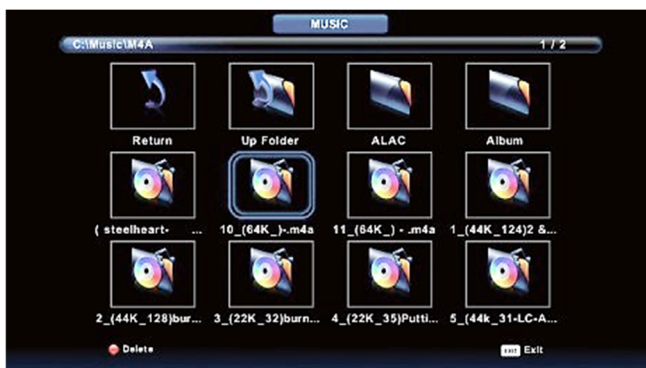 MUSIC
C:\Music\M4A 1 / 2
Return Up Folder ALAC Album
( steelheart- ... 10_(64K_)-.m4a 11_(64K_) - .m4a 1_(44K_124)2 &...
2_(44K_128)bur... 3_(22K_32)burn... 4_(22K_35)Putti... 5_(44k_31-LC-A...
Delete EXIT Exit